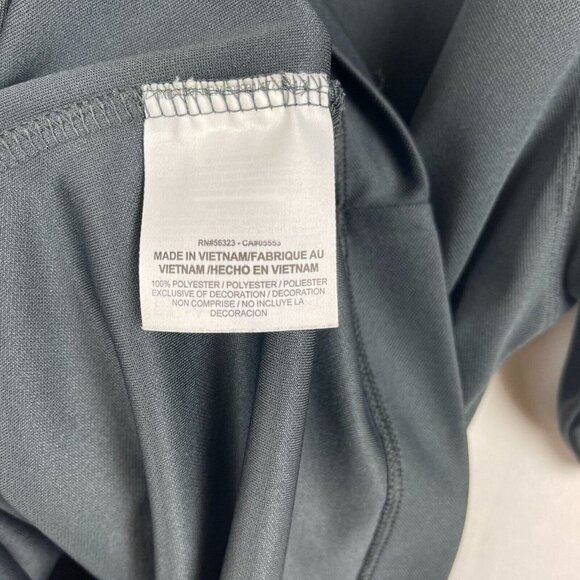 RN#56323 - CA#05553
MADE IN VIETNAM/FABRIQUE AU
VIETNAM /HECHO EN VIETNAM
100% POLYESTER / POLYESTER / POLIESTER
EXCLUSIVE OF DECORATION / DECORATION
NON COMPRISE / NO INCLUYE LA
DECORACION